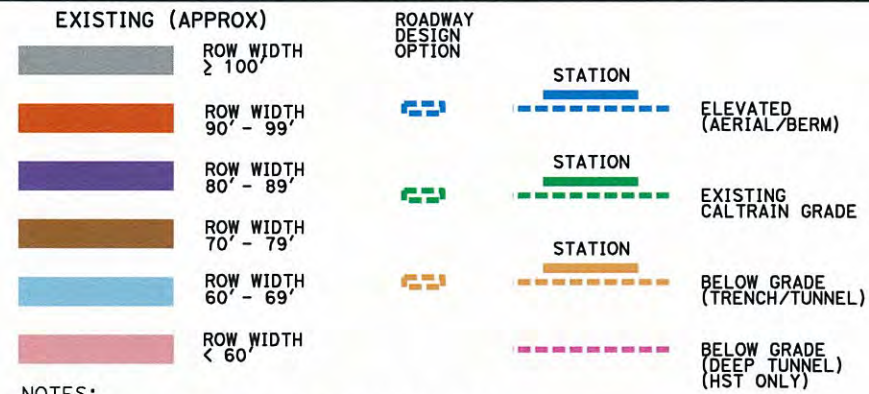 EXISTING (APPROX)
ROW WIDTH
≥ 100'
ROW WIDTH
90' - 99'
ROW WIDTH
80' - 89'
ROW WIDTH
70' - 79'
ROW WIDTH
60' - 69'
ROW WIDTH
< 60'
NOTES:
ROADWAY
DESIGN
OPTION
STATION
ELEVATED
(AERIAL/BERM)
STATION
EXISTING
CALTRAIN GRADE
STATION
BELOW GRADE
(TRENCH/TUNNEL)
BELOW GRADE
(DEEP TUNNEL)
(HST ONLY)